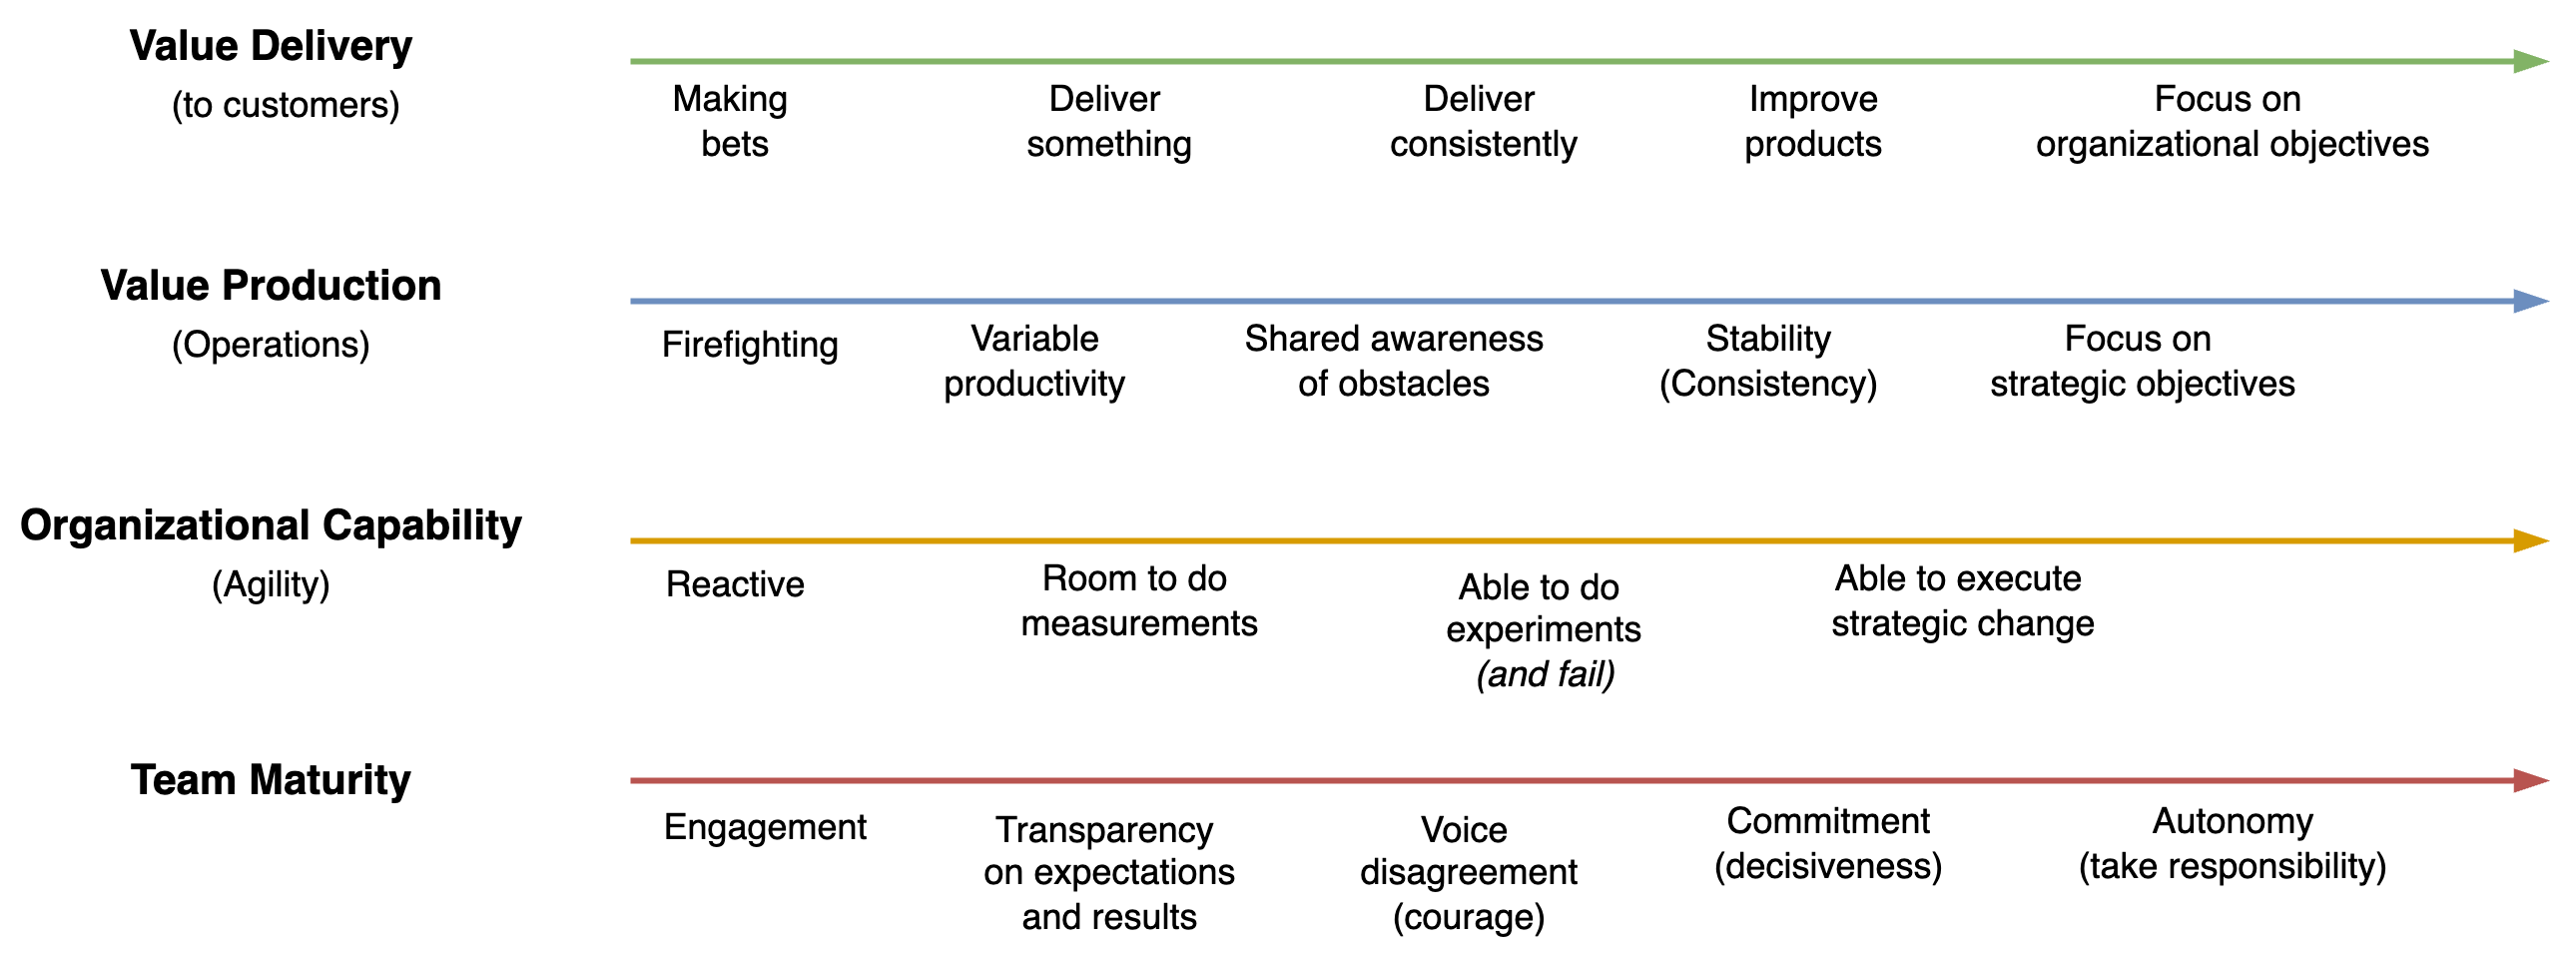 Value Delivery
(to customers)
Making
bets
Deliver
something
Deliver
consistently
Improve
products
Focus on
organizational objectives
Value Production
(Operations)
Firefighting
Variable
productivity
Shared awareness
of obstacles
Stability
(Consistency)
Focus on
strategic objectives
Organizational Capability
(Agility)
Reactive
Room to do
measurements
Able to do
experiments
(and fail)
Able to execute
strategic change
Team Maturity
Engagement
Transparency
on expectations
and results
Voice
disagreement
(courage)
Commitment
(decisiveness)
Autonomy
(take responsibility)